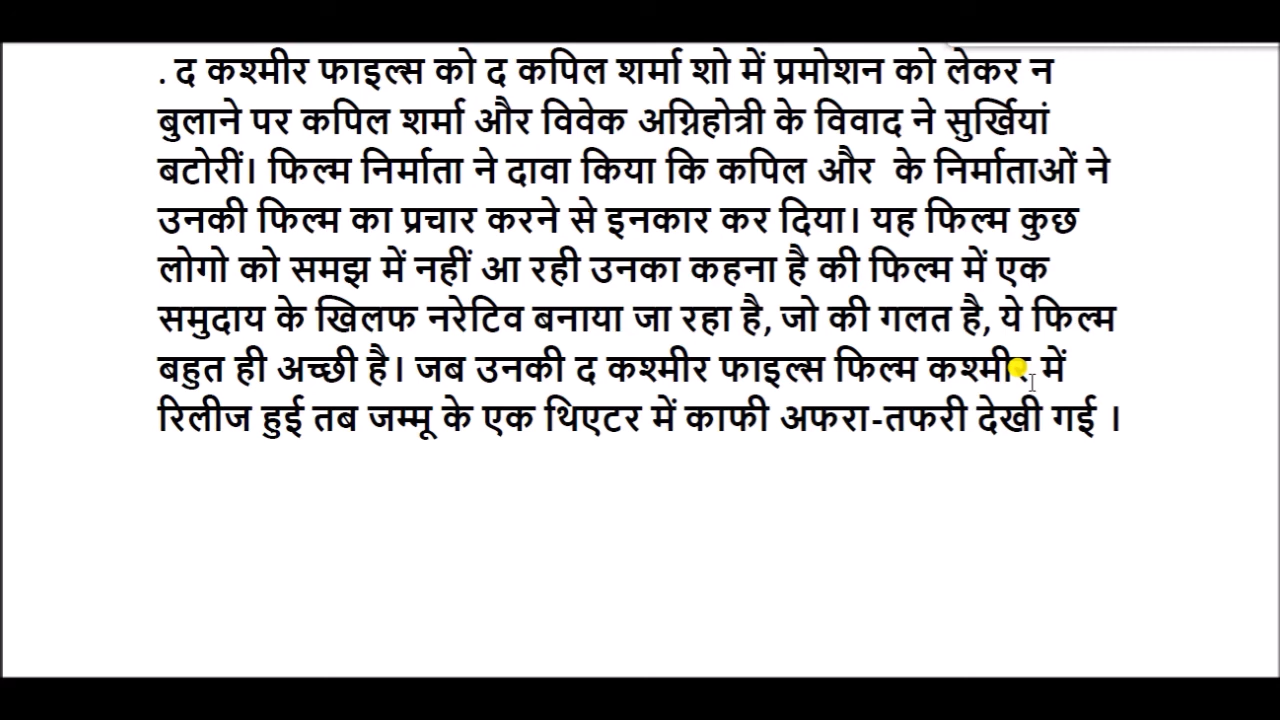 . द कश्मीर फाइल्स को द कपिल शर्मा शो में प्रमोशन को लेकर न
बुलाने पर कपिल शर्मा और विवेक अग्निहोत्री के विवाद ने सुर्खियां
बटोरीं। फिल्म निर्माता ने दावा किया कि कपिल और  के निर्माताओं ने
उनकी फिल्म का प्रचार करने से इनकार कर दिया। यह फिल्म कुछ
लोगो को समझ में नहीं आ रही उनका कहना है की फिल्म में एक
समुदाय के खिलफ नरेटिव बनाया जा रहा है, जो की गलत है, ये फिल्म
बहुत ही अच्छी है। जब उनकी द कश्मीर फाइल्स फिल्म कश्मीर में
रिलीज हुई तब जम्मू के एक थिएटर में काफी अफरा-तफरी देखी गई ।